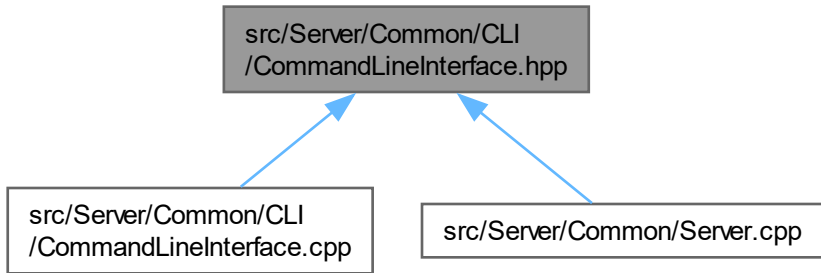 src/Server/Common/CLI
/CommandLineInterface.hpp
src/Server/Common/CLI
/CommandLineInterface.cpp
src/Server/Common/Server.cpp